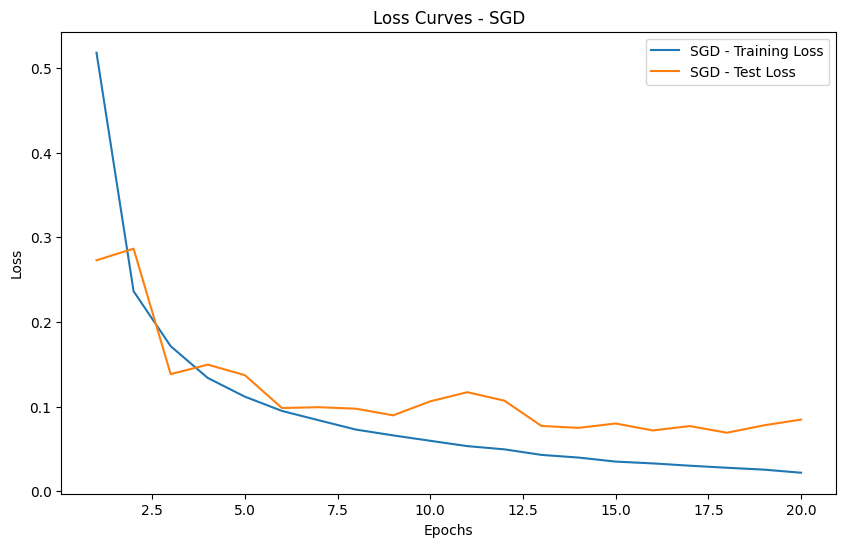 Loss Curves - SGD
SGD - Training Loss
SGD - Test Loss
Loss
0.5
0.4
0.3
0.2
0.1
0.0
2.5 5.0 7.5 10.0 12.5 15.0 17.5 20.0
Epochs